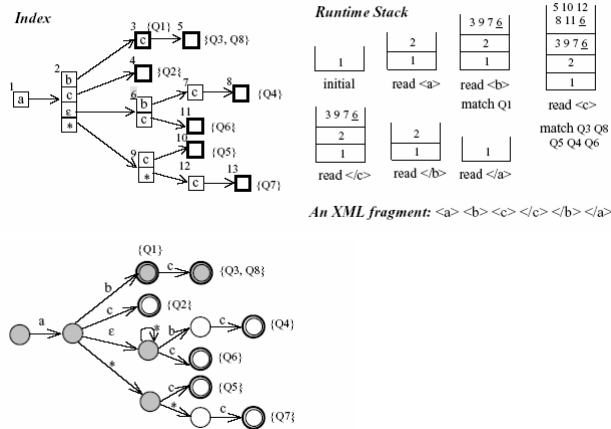 Index
1
a
2
b
c
ε
*
3
{Q1}
c
5
{Q3, Q8}
4
{Q2}
6
b
c
7
c
8
{Q4}
11
{Q6}
10
{Q5}
9
c
*
12
c
13
{Q7}
Runtime Stack
1
initial
2
1
read <a>
3 9 7 6
2
1
read <b>
match Q1
5 10 12
8 11 6
3 9 7 6
2
1
read <c>
match Q3 Q8
Q5 Q4 Q6
3 9 7 6
2
1
read </c>
2
1
read </b>
1
read </a>
An XML fragment: <a> <b> <c> </c> </b> </a>
{Q1}
b
c
{Q3, Q8}
c
{Q2}
a
ε
*
b
c
{Q4}
c
{Q6}
*
c
{Q5}
*
c
{Q7}